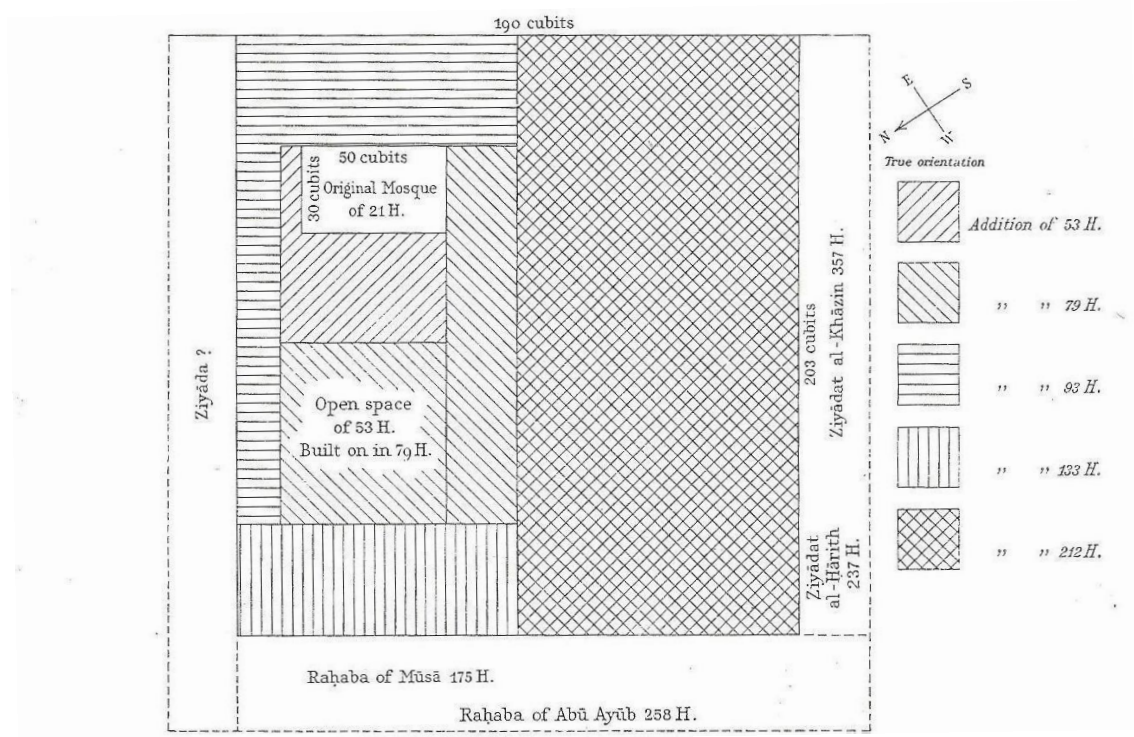 190 cubits
50 cubits
30 cubits
Original Mosque
of 21 H.
Open space
of 53 H.
Built on in 79 H.
Ziyāda ?
203 cubits
Ziyādat al-Khāzin 357 H.
Ziyādat
al-Ḥārith
237 H.
Raḥaba of Mūsā 175 H.
Raḥaba of Abū Ayūb 258 H.
E
S
N
W
True orientation
Addition of 53 H.
„ „ 79 H.
„ „ 93 H.
„ „ 133 H.
„ „ 212 H.